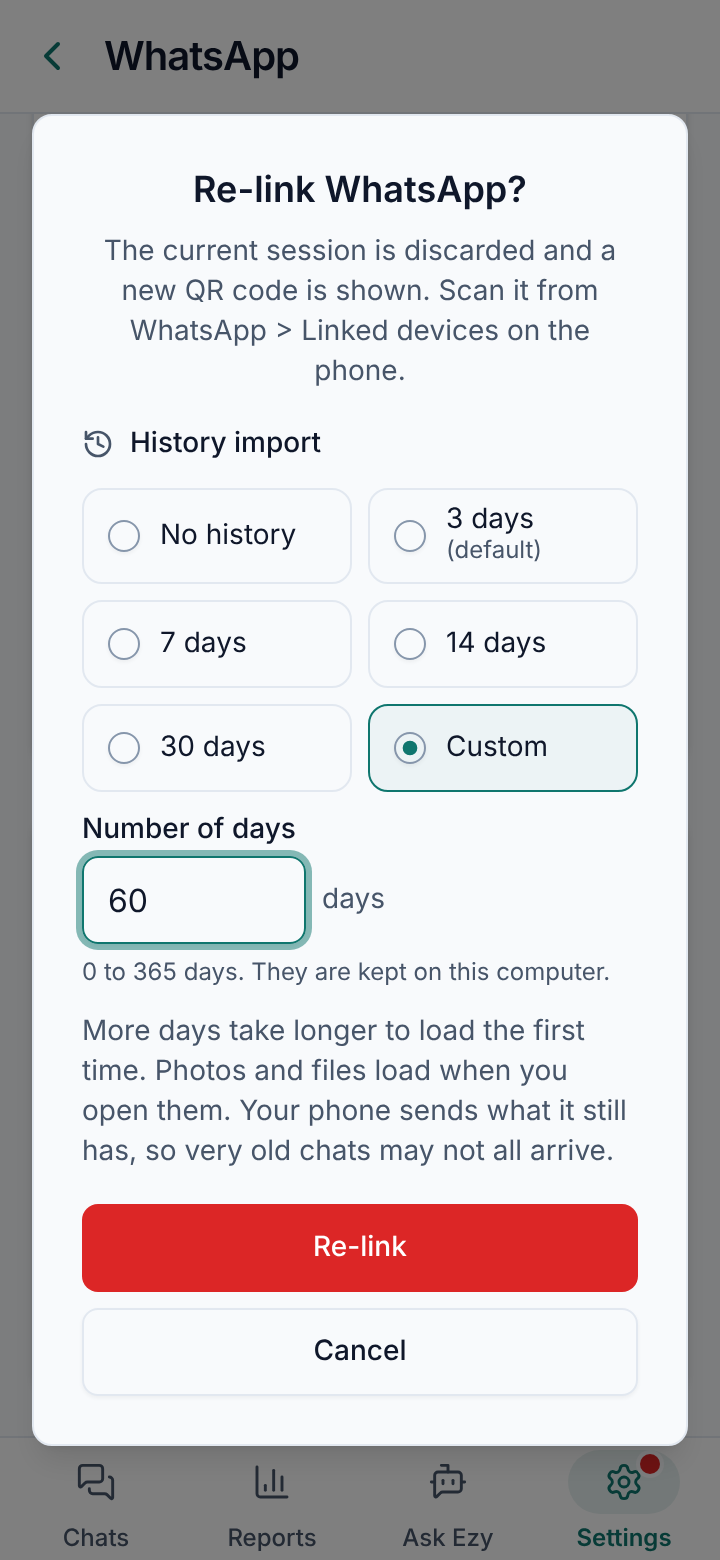 WhatsApp
Re-link WhatsApp?
The current session is discarded and a
new QR code is shown. Scan it from
WhatsApp > Linked devices on the
phone.
History import
No history
3 days
(default)
7 days
14 days
30 days
Custom
Number of days
60
days
0 to 365 days. They are kept on this computer.
More days take longer to load the first
time. Photos and files load when you
open them. Your phone sends what it still
has, so very old chats may not all arrive.
Re-link
Cancel
Chats
Reports
Ask Ezy
Settings